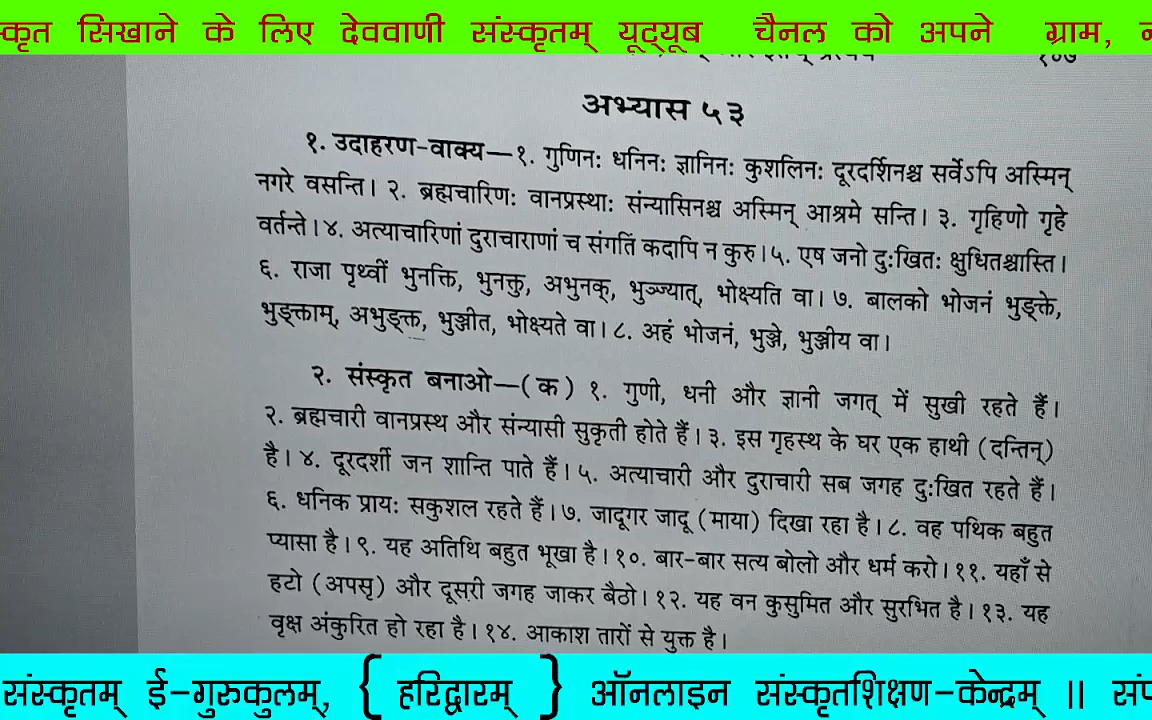 सिखाने के लिए देववाणी संस्कृतम् यूट्यूब चैनल को अपने ग्राम,
१०७
अभ्यास ५३
१. उदाहरण-वाक्य—१. गुणिनः धनिनः ज्ञानिनः कुशलिनः दूरदर्शिनश्च सर्वेऽपि अस्मिन्
नगरे वसन्ति। २. ब्रह्मचारिणः वानप्रस्थाः संन्यासिनश्च अस्मिन् आश्रमे सन्ति। ३. गृहिणो गृहे
वर्तन्ते। ४. अत्याचारिणां दुराचाराणां च संगतिं कदापि न कुरु। ५. एष जनो दुःखितः क्षुधितश्चास्ति।
६. राजा पृथ्वीं भुनक्ति, भुनक्तु, अभुनक्, भुञ्ज्यात्, भोक्ष्यति वा। ७. बालको भोजनं भुङ्क्ते,
भुङ्क्ताम्, अभुङ्क्त, भुञ्जीत, भोक्ष्यते वा। ८. अहं भोजनं, भुञ्जे, भुञ्जीय वा।
२. संस्कृत बनाओ—(क) १. गुणी, धनी और ज्ञानी जगत् में सुखी रहते हैं।
२. ब्रह्मचारी वानप्रस्थ और संन्यासी सुकृती होते हैं। ३. इस गृहस्थ के घर एक हाथी (दन्तिन्)
है। ४. दूरदर्शी जन शान्ति पाते हैं। ५. अत्याचारी और दुराचारी सब जगह दुःखित रहते हैं।
६. धनिक प्रायः सकुशल रहते हैं। ७. जादूगर जादू (माया) दिखा रहा है। ८. वह पथिक बहुत
प्यासा है। ९. यह अतिथि बहुत भूखा है। १०. बार-बार सत्य बोलो और धर्म करो। ११. यहाँ से
हटो (अपसृ) और दूसरी जगह जाकर बैठो। १२. यह वन कुसुमित और सुरभित है। १३. यह
वृक्ष अंकुरित हो रहा है। १४. आकाश तारों से युक्त है।
संस्कृतम् ई-गुरुकुलम्, { हरिद्वारम् } ऑनलाइन संस्कृतशिक्षण-केन्द्रम् ॥